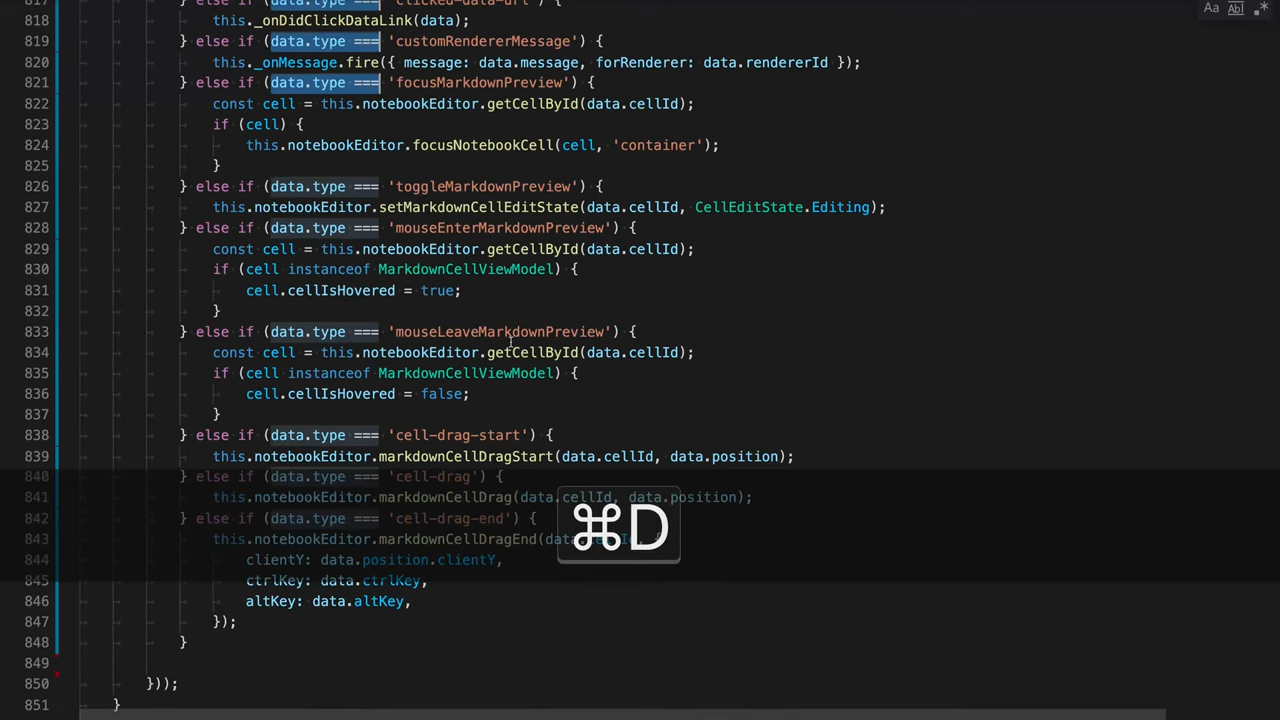 Aa Abl .*
817 } else if (data.type === 'clicked-data-url') {
818 this._onDidClickDataLink(data);
819 } else if (data.type === 'customRendererMessage') {
820 this._onMessage.fire({ message: data.message, forRenderer: data.rendererId });
821 } else if (data.type === 'focusMarkdownPreview') {
822 const cell = this.notebookEditor.getCellById(data.cellId);
823 if (cell) {
824 this.notebookEditor.focusNotebookCell(cell, 'container');
825 }
826 } else if (data.type === 'toggleMarkdownPreview') {
827 this.notebookEditor.setMarkdownCellEditState(data.cellId, CellEditState.Editing);
828 } else if (data.type === 'mouseEnterMarkdownPreview') {
829 const cell = this.notebookEditor.getCellById(data.cellId);
830 if (cell instanceof MarkdownCellViewModel) {
831 cell.cellIsHovered = true;
832 }
833 } else if (data.type === 'mouseLeaveMarkdownPreview') {
834 const cell = this.notebookEditor.getCellById(data.cellId);
835 if (cell instanceof MarkdownCellViewModel) {
836 cell.cellIsHovered = false;
837 }
838 } else if (data.type === 'cell-drag-start') {
839 this.notebookEditor.markdownCellDragStart(data.cellId, data.position);
840 } else if (data.type === 'cell-drag') {
841 this.notebookEditor.markdownCellDrag(data.cellId, data.position);
842 } else if (data.type === 'cell-drag-end') {
843 this.notebookEditor.markdownCellDragEnd(data.
844 clientY: data.position.clientY,
845 ctrlKey: data.ctrlKey,
846 altKey: data.altKey,
847 });
848 }
849
850 }));
851 }
⌘D